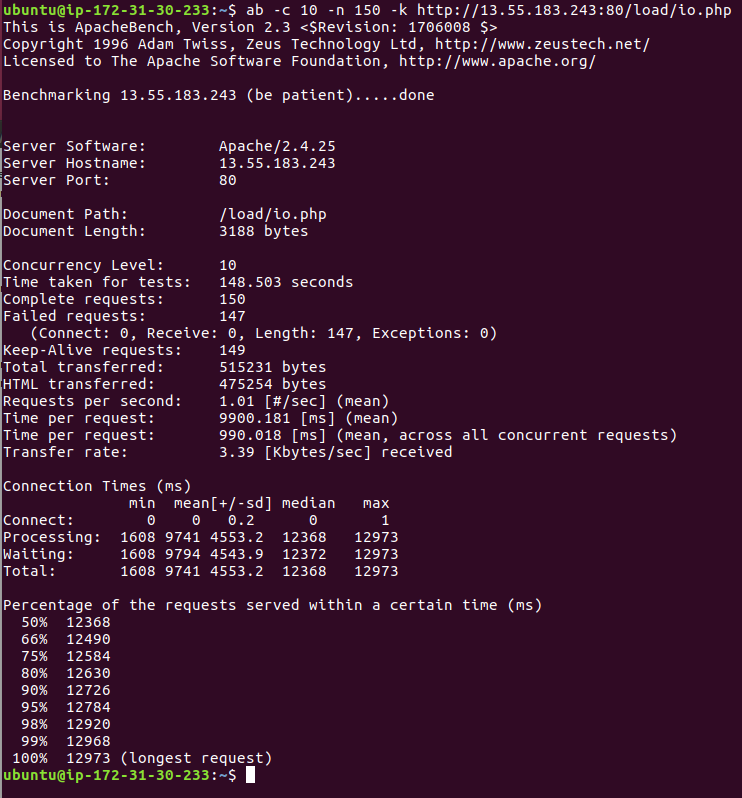 ubuntu@ip-172-31-30-233:~$ ab -c 10 -n 150 -k http://13.55.183.243:80/load/io.php
This is ApacheBench, Version 2.3 <$Revision: 1706008 $>
Copyright 1996 Adam Twiss, Zeus Technology Ltd, http://www.zeustech.net/
Licensed to The Apache Software Foundation, http://www.apache.org/

Benchmarking 13.55.183.243 (be patient).....done


Server Software:        Apache/2.4.25
Server Hostname:        13.55.183.243
Server Port:            80

Document Path:          /load/io.php
Document Length:        3188 bytes

Concurrency Level:      10
Time taken for tests:   148.503 seconds
Complete requests:      150
Failed requests:        147
   (Connect: 0, Receive: 0, Length: 147, Exceptions: 0)
Keep-Alive requests:    149
Total transferred:      515231 bytes
HTML transferred:       475254 bytes
Requests per second:    1.01 [#/sec] (mean)
Time per request:       9900.181 [ms] (mean)
Time per request:       990.018 [ms] (mean, across all concurrent requests)
Transfer rate:          3.39 [Kbytes/sec] received

Connection Times (ms)
              min  mean[+/-sd] median   max
Connect:        0    0   0.2      0       1
Processing:  1608 9741 4553.2  12368   12973
Waiting:     1608 9794 4543.9  12372   12973
Total:       1608 9741 4553.2  12368   12973

Percentage of the requests served within a certain time (ms)
  50%  12368
  66%  12490
  75%  12584
  80%  12630
  90%  12726
  95%  12784
  98%  12920
  99%  12968
 100%  12973 (longest request)
ubuntu@ip-172-31-30-233:~$